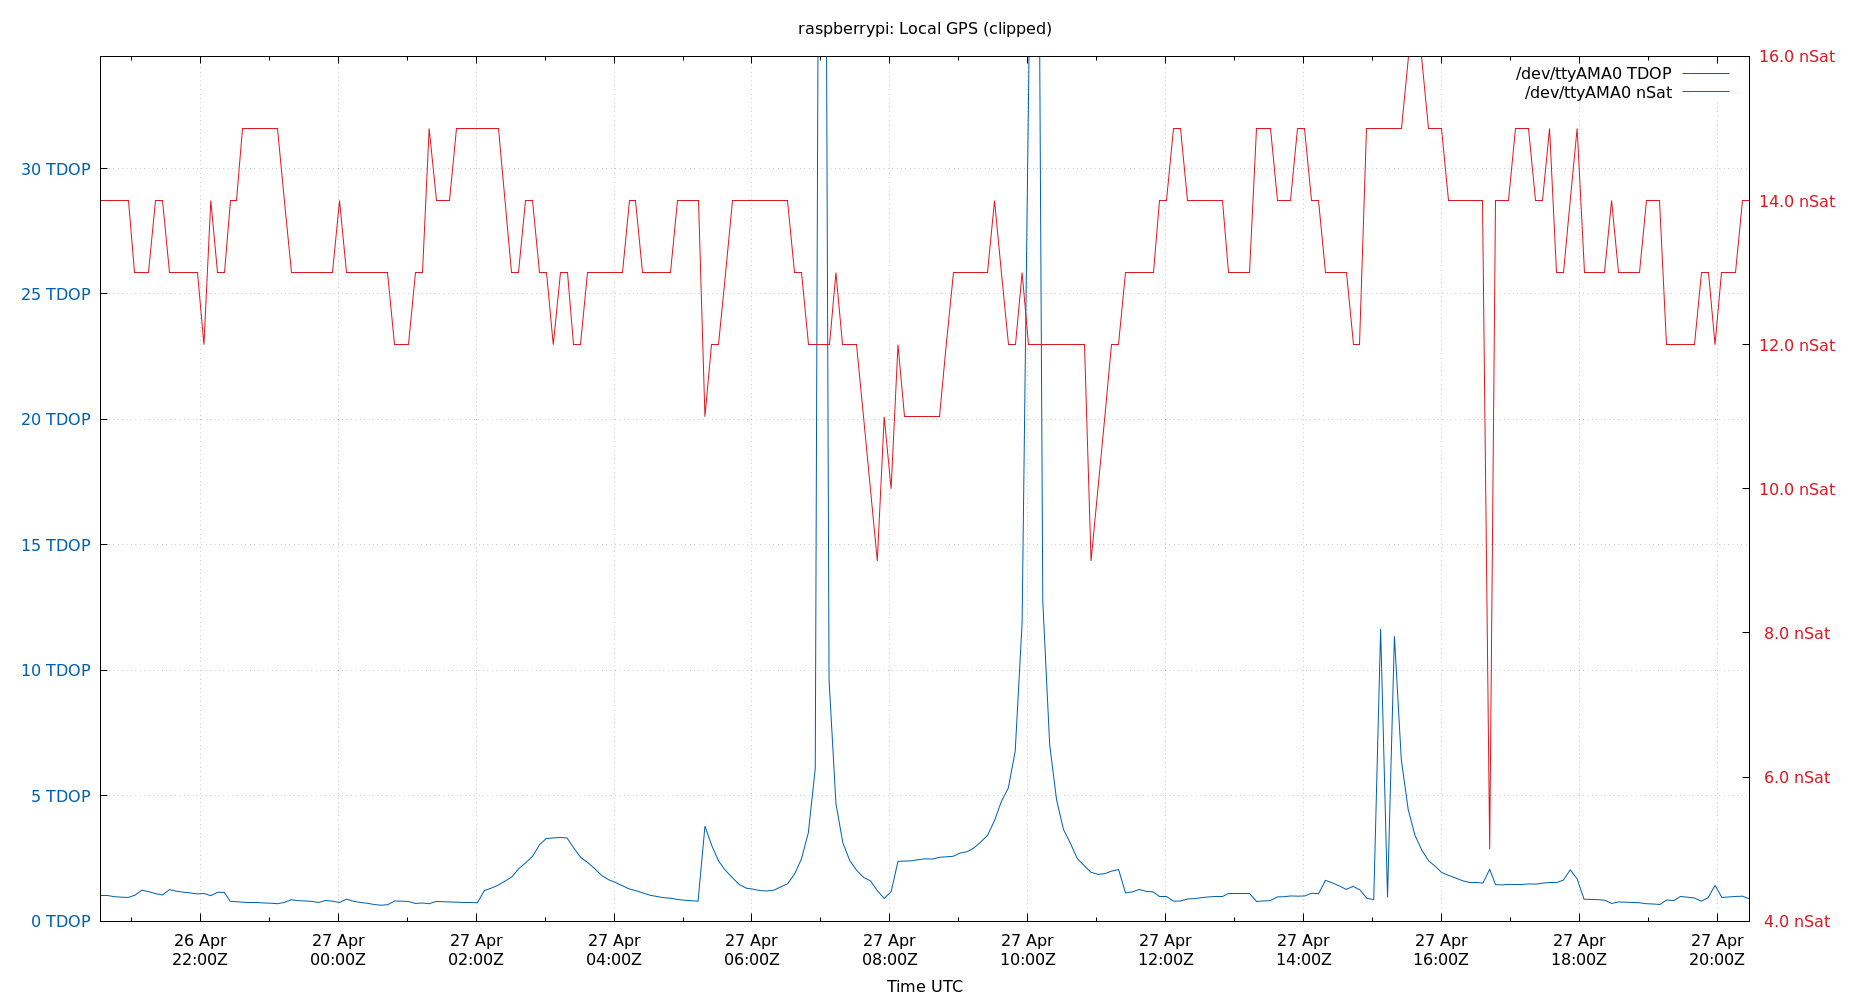 raspberrypi: Local GPS (clipped)
/dev/ttyAMA0 TDOP
/dev/ttyAMA0 nSat
30 TDOP
25 TDOP
20 TDOP
15 TDOP
10 TDOP
5 TDOP
0 TDOP
16.0 nSat
14.0 nSat
12.0 nSat
10.0 nSat
8.0 nSat
6.0 nSat
4.0 nSat
26 Apr
22:00Z
27 Apr
00:00Z
27 Apr
02:00Z
27 Apr
04:00Z
27 Apr
06:00Z
27 Apr
08:00Z
27 Apr
10:00Z
27 Apr
12:00Z
27 Apr
14:00Z
27 Apr
16:00Z
27 Apr
18:00Z
27 Apr
20:00Z
Time UTC